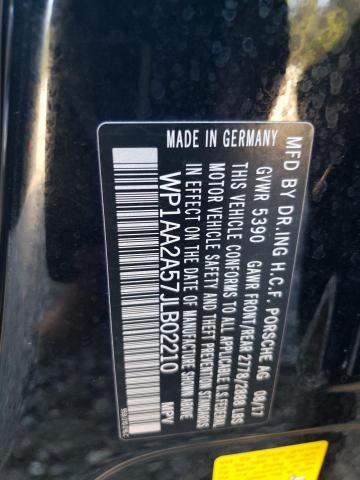 MFD BY DR.ING H.C.F. PORSCHE AG 08/17
GVWR 5390 GAWR FRONT/REAR 2778/2888 LBS
THIS VEHICLE CONFORMS TO ALL APPLICABLE U.S.FEDERAL
MOTOR VEHICLE SAFETY AND THEFT PREVENTION STANDARDS
IN EFFECT ON THE DATE OF MANUFACTURE SHOWN ABOVE
WP1AA2A57JLB02210 MPV
MADE IN GERMANY